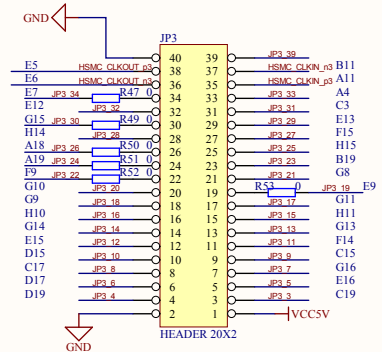 GND
JP3
40 39 JP3_39
E5 HSMC_CLKOUT_p3 38 37 HSMC_CLKIN_n3 B11
E6 HSMC_CLKOUT_n3 36 35 HSMC_CLKIN_p3 A11
E7 JP3_34 R47 0 34 33 JP3_33 A4
E12 JP3_32 32 31 JP3_31 C3
G15 JP3_30 R49 0 30 29 JP3_29 E13
H14 JP3_28 28 27 JP3_27 F15
A18 JP3_26 R50 0 26 25 JP3_25 H15
A19 JP3_24 R51 0 24 23 JP3_23 B19
F9 JP3_22 R52 0 22 21 JP3_21 G8
G10 JP3_20 20 19 R53 0 JP3_19 E9
G9 JP3_18 18 17 JP3_17 G11
H10 JP3_16 16 15 JP3_15 H11
G14 JP3_14 14 13 JP3_13 G13
E15 JP3_12 12 11 JP3_11 F14
D15 JP3_10 10 9 JP3_9 C15
C17 JP3_8 8 7 JP3_7 G16
D17 JP3_6 6 5 JP3_5 E16
D19 JP3_4 4 3 JP3_3 C19
2 1 VCC5V
HEADER 20X2
GND